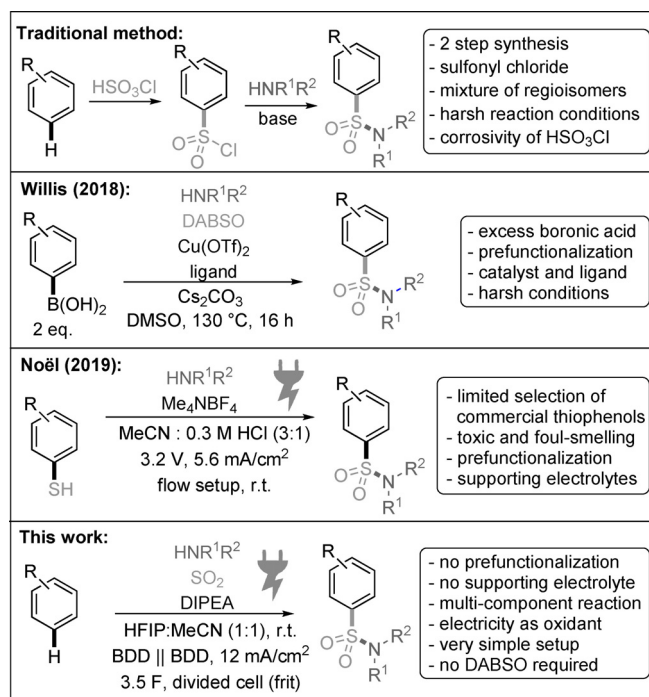 Traditional method:
R
H
HSO₃Cl
R
S
O
O
Cl
HNR¹R²
base
R
S
O
O
N
R²
R¹
- 2 step synthesis
- sulfonyl chloride
- mixture of regioisomers
- harsh reaction conditions
- corrosivity of HSO₃Cl
Willis (2018):
R
B(OH)₂
2 eq.
HNR¹R²
DABSO
Cu(OTf)₂
ligand
Cs₂CO₃
DMSO, 130 °C, 16 h
R
S
O
O
N
R²
R¹
- excess boronic acid
- prefunctionalization
- catalyst and ligand
- harsh conditions
Noël (2019):
R
SH
HNR¹R²
Me₄NBF₄
MeCN : 0.3 M HCl (3:1)
3.2 V, 5.6 mA/cm²
flow setup, r.t.
R
S
O
O
N
R²
R¹
- limited selection of
commercial thiophenols
- toxic and foul-smelling
- prefunctionalization
- supporting electrolytes
This work:
R
H
HNR¹R²
SO₂
DIPEA
HFIP:MeCN (1:1), r.t.
BDD || BDD, 12 mA/cm²
3.5 F, divided cell (frit)
R
S
O
O
N
R²
R¹
- no prefunctionalization
- no supporting electrolyte
- multi-component reaction
- electricity as oxidant
- very simple setup
- no DABSO required